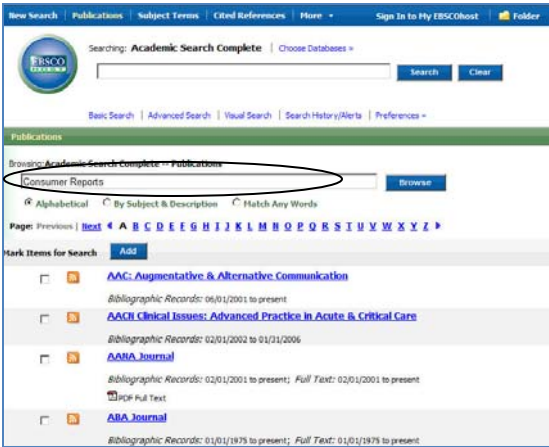 New Search | Publications | Subject Terms | Cited References | More Sign In to My EBSCOhost Folder
EBSCO
HOST
Searching: Academic Search Complete | Choose Databases »
Search Clear
Basic Search | Advanced Search | Visual Search | Search History/Alerts | Preferences »
Publications
Browsing: Academic Search Complete -- Publications
Consumer Reports
Browse
Alphabetical By Subject & Description Match Any Words
Page: Previous | Next A B C D E F G H I J K L M N O P Q R S T U V W X Y Z
Mark Items for Search Add
AAC: Augmentative & Alternative Communication
Bibliographic Records: 06/01/2001 to present
AACN Clinical Issues: Advanced Practice in Acute & Critical Care
Bibliographic Records: 02/01/2002 to 01/31/2006
AANA Journal
Bibliographic Records: 02/01/2001 to present; Full Text: 02/01/2001 to present
PDF Full Text
ABA Journal
Bibliographic Records: 01/01/1975 to present; Full Text: 01/01/1975 to present